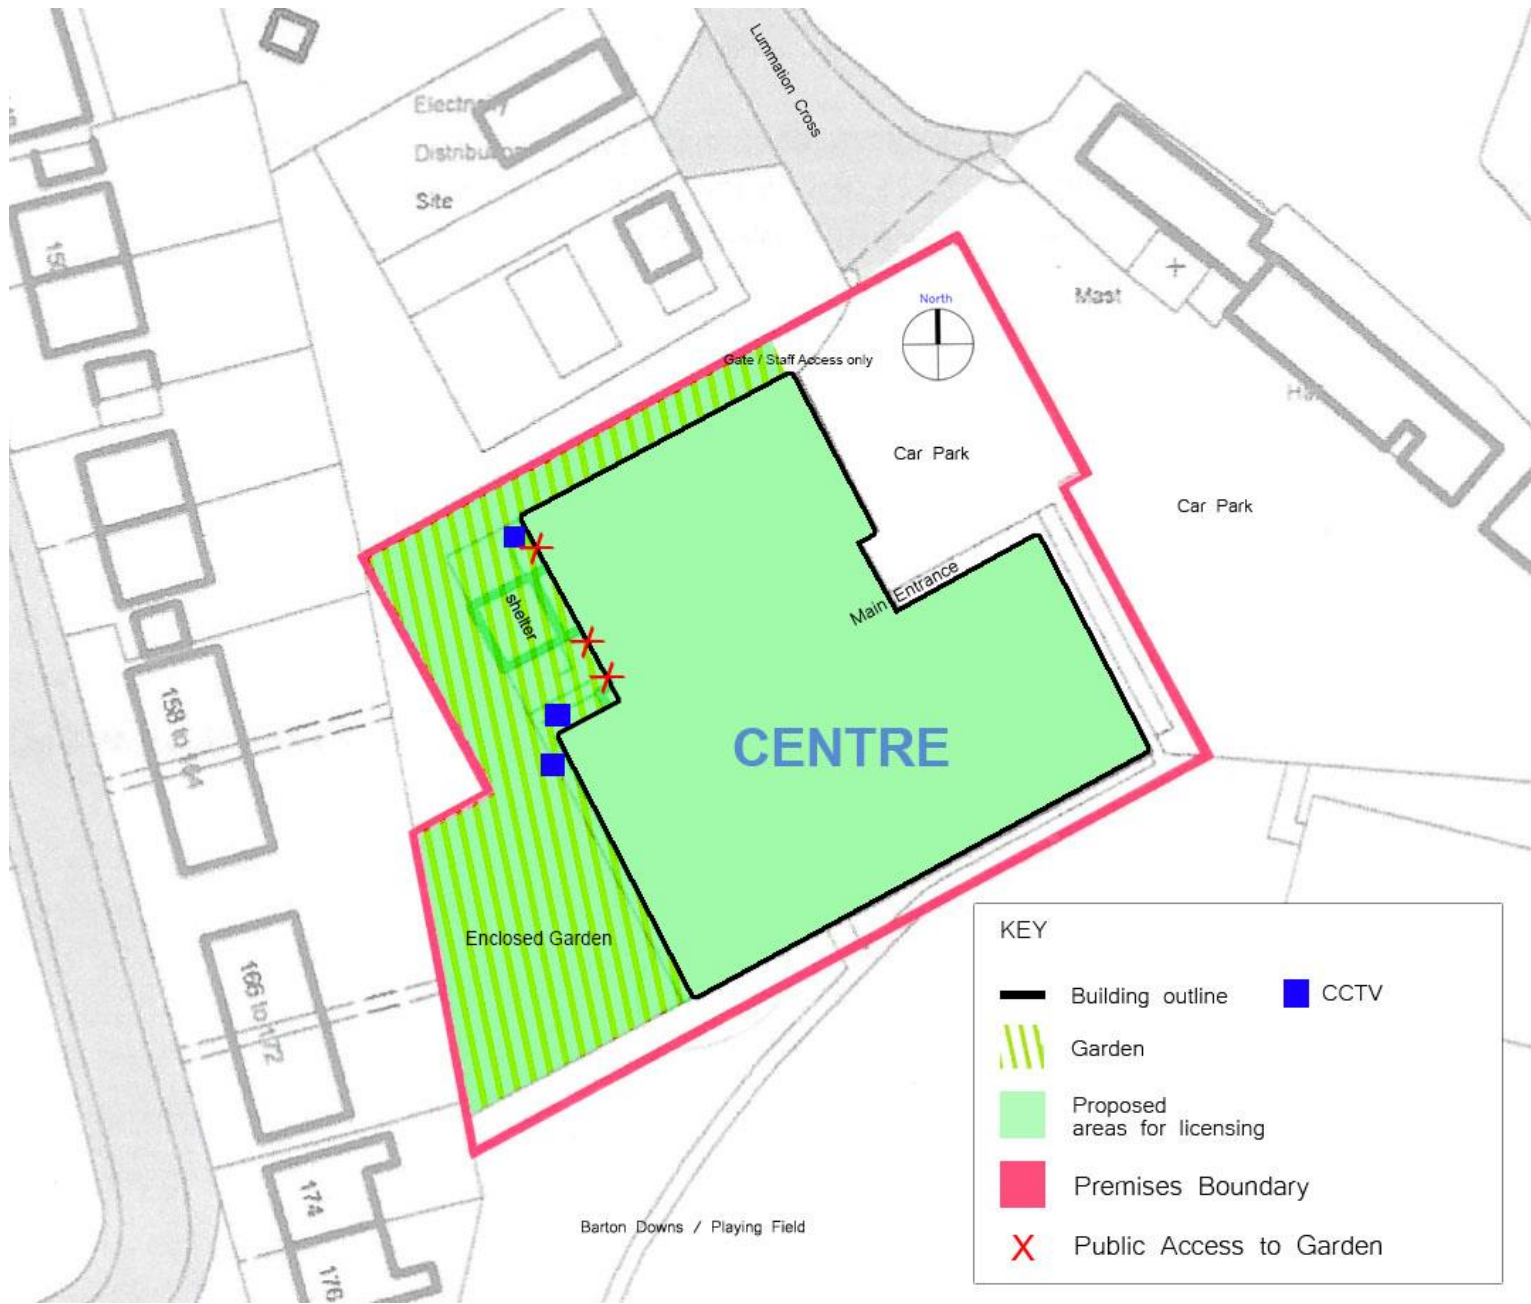 Lummation Cross
Electricity
Distribution
Site
Mast
North
Gate / Staff Access only
Car Park
Car Park
Main Entrance
shelter
158 to 164
CENTRE
Enclosed Garden
166 to 172
174
176
Barton Downs / Playing Field
KEY
Building outline
CCTV
Garden
Proposed
areas for licensing
Premises Boundary
X Public Access to Garden